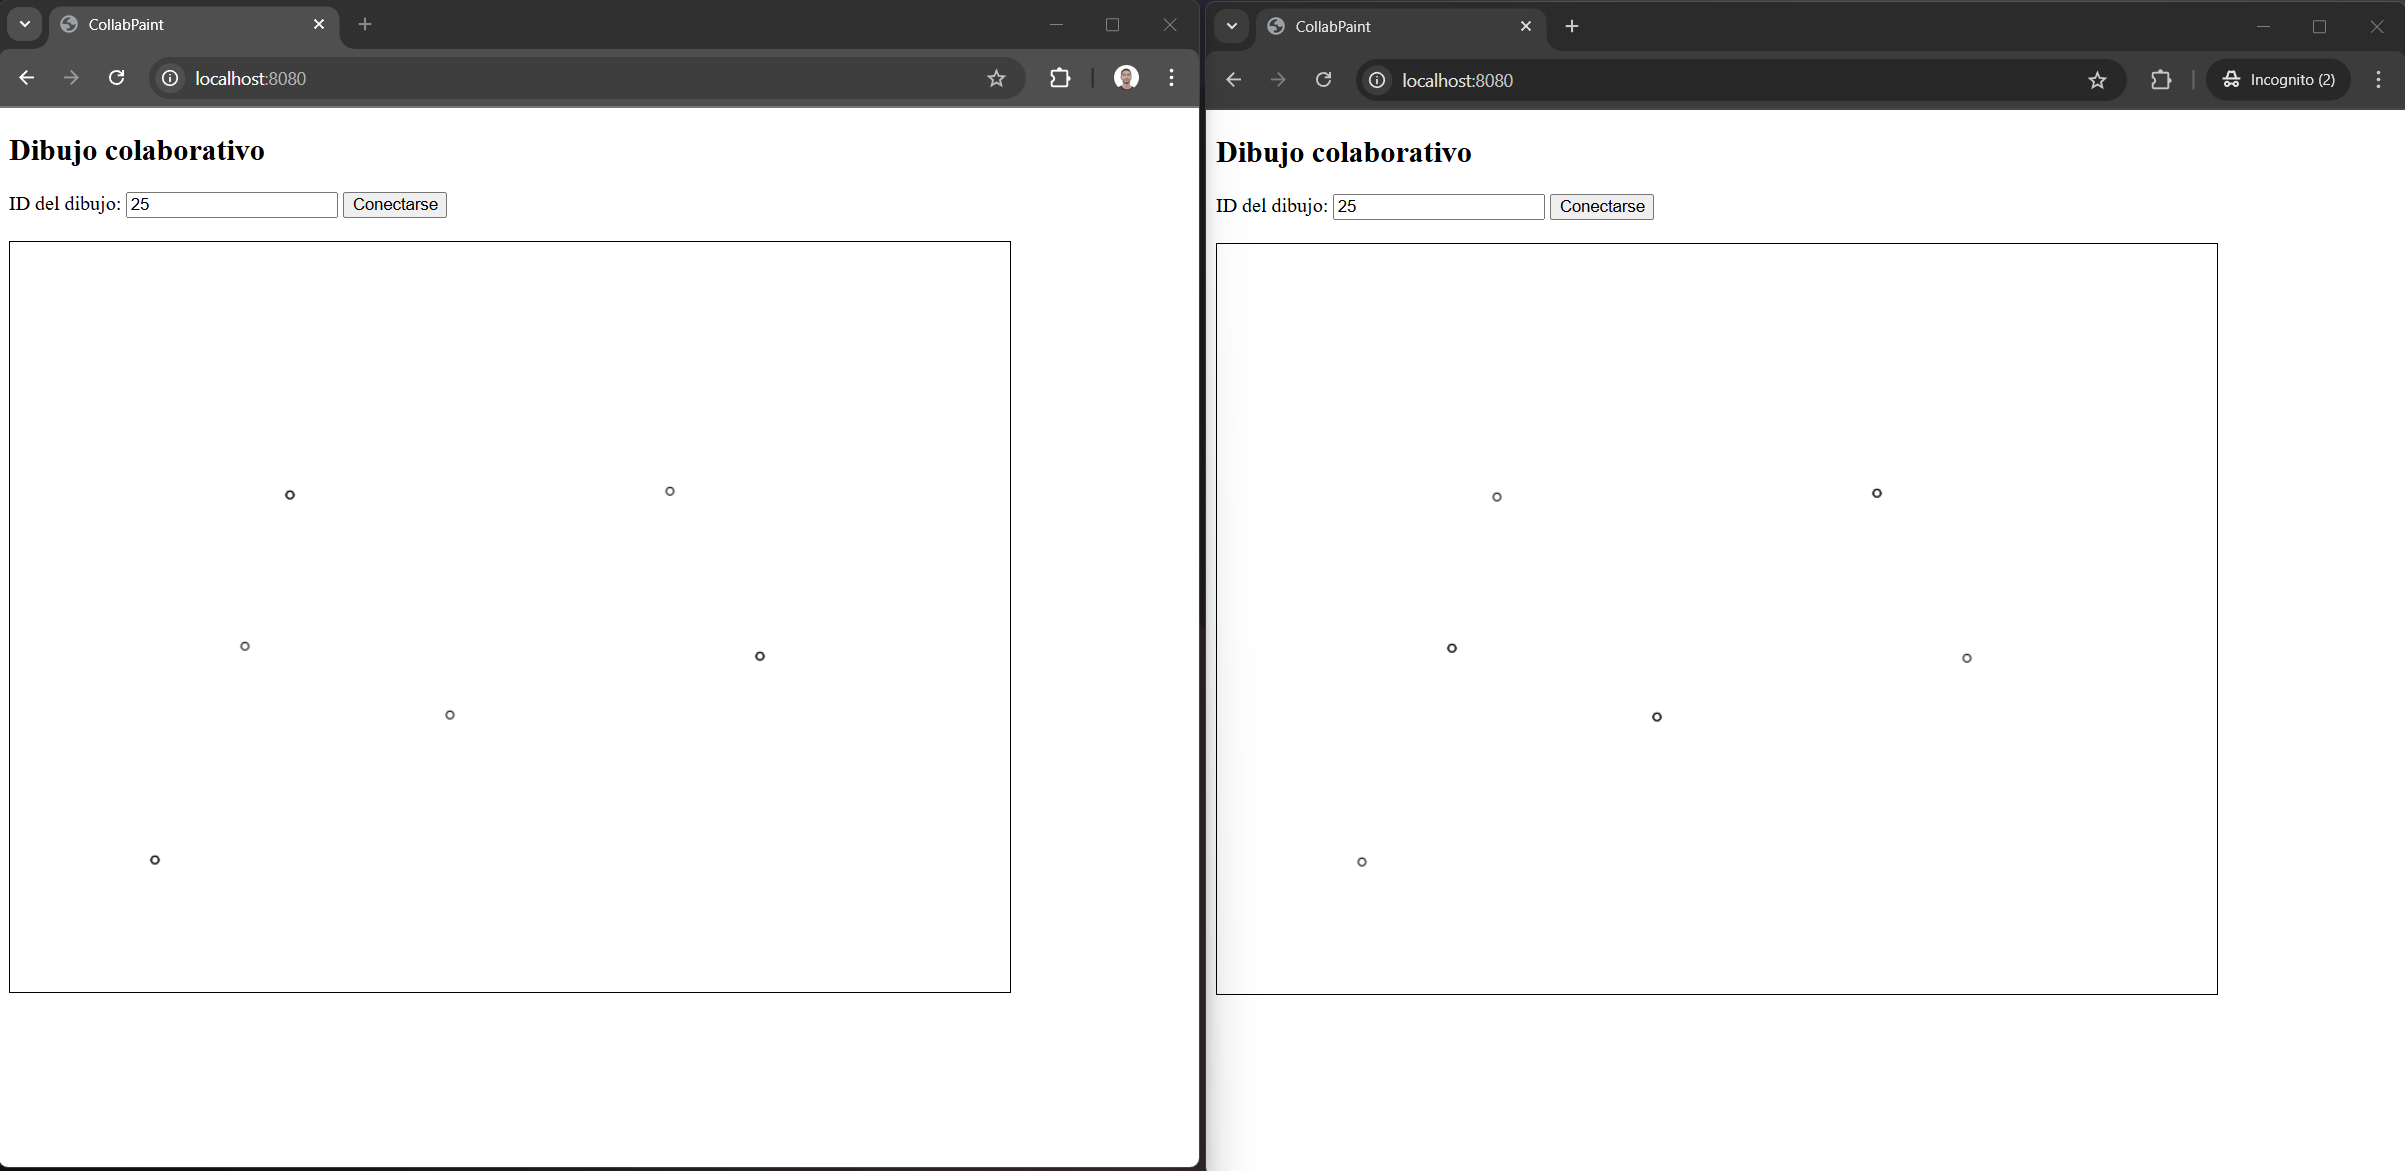 CollabPaint
localhost:8080
Dibujo colaborativo
ID del dibujo: 25 Conectarse
CollabPaint
localhost:8080 Incognito (2)
Dibujo colaborativo
ID del dibujo: 25 Conectarse